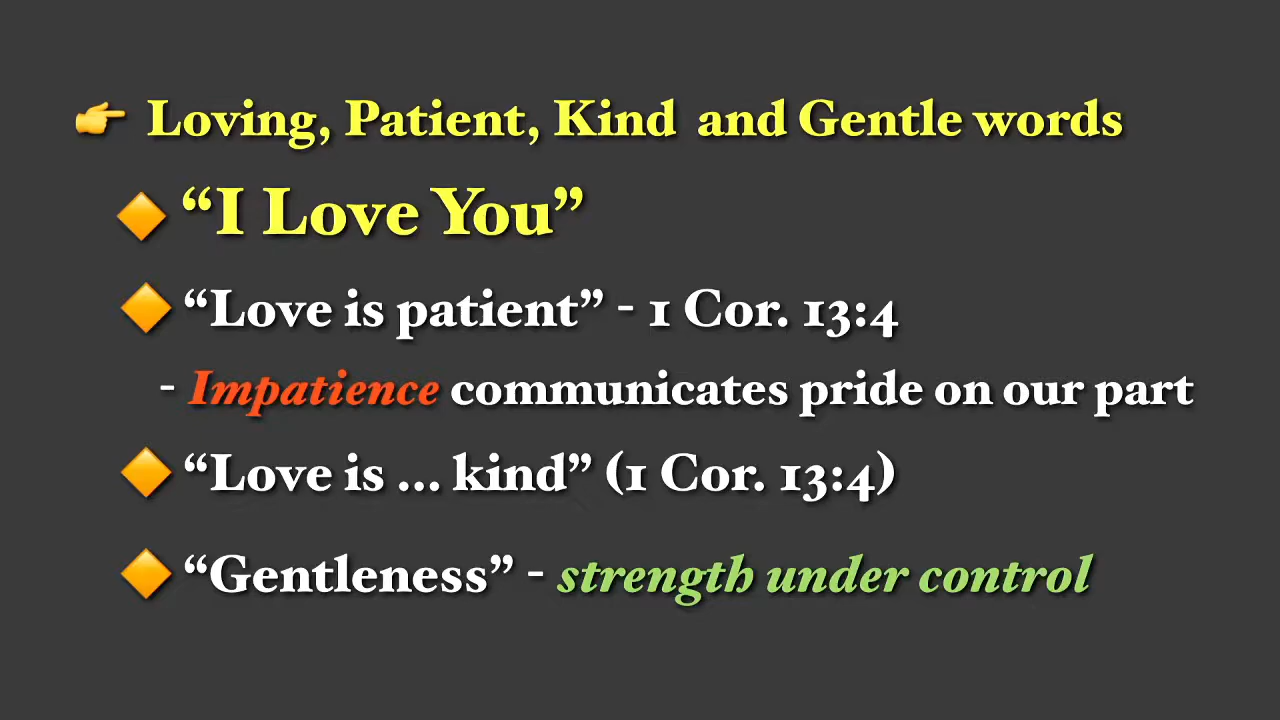 👉 Loving, Patient, Kind and Gentle words
🔶 “I Love You”
🔶 “Love is patient” - 1 Cor. 13:4
- Impatience communicates pride on our part
🔶 “Love is ... kind” (1 Cor. 13:4)
🔶 “Gentleness” - strength under control